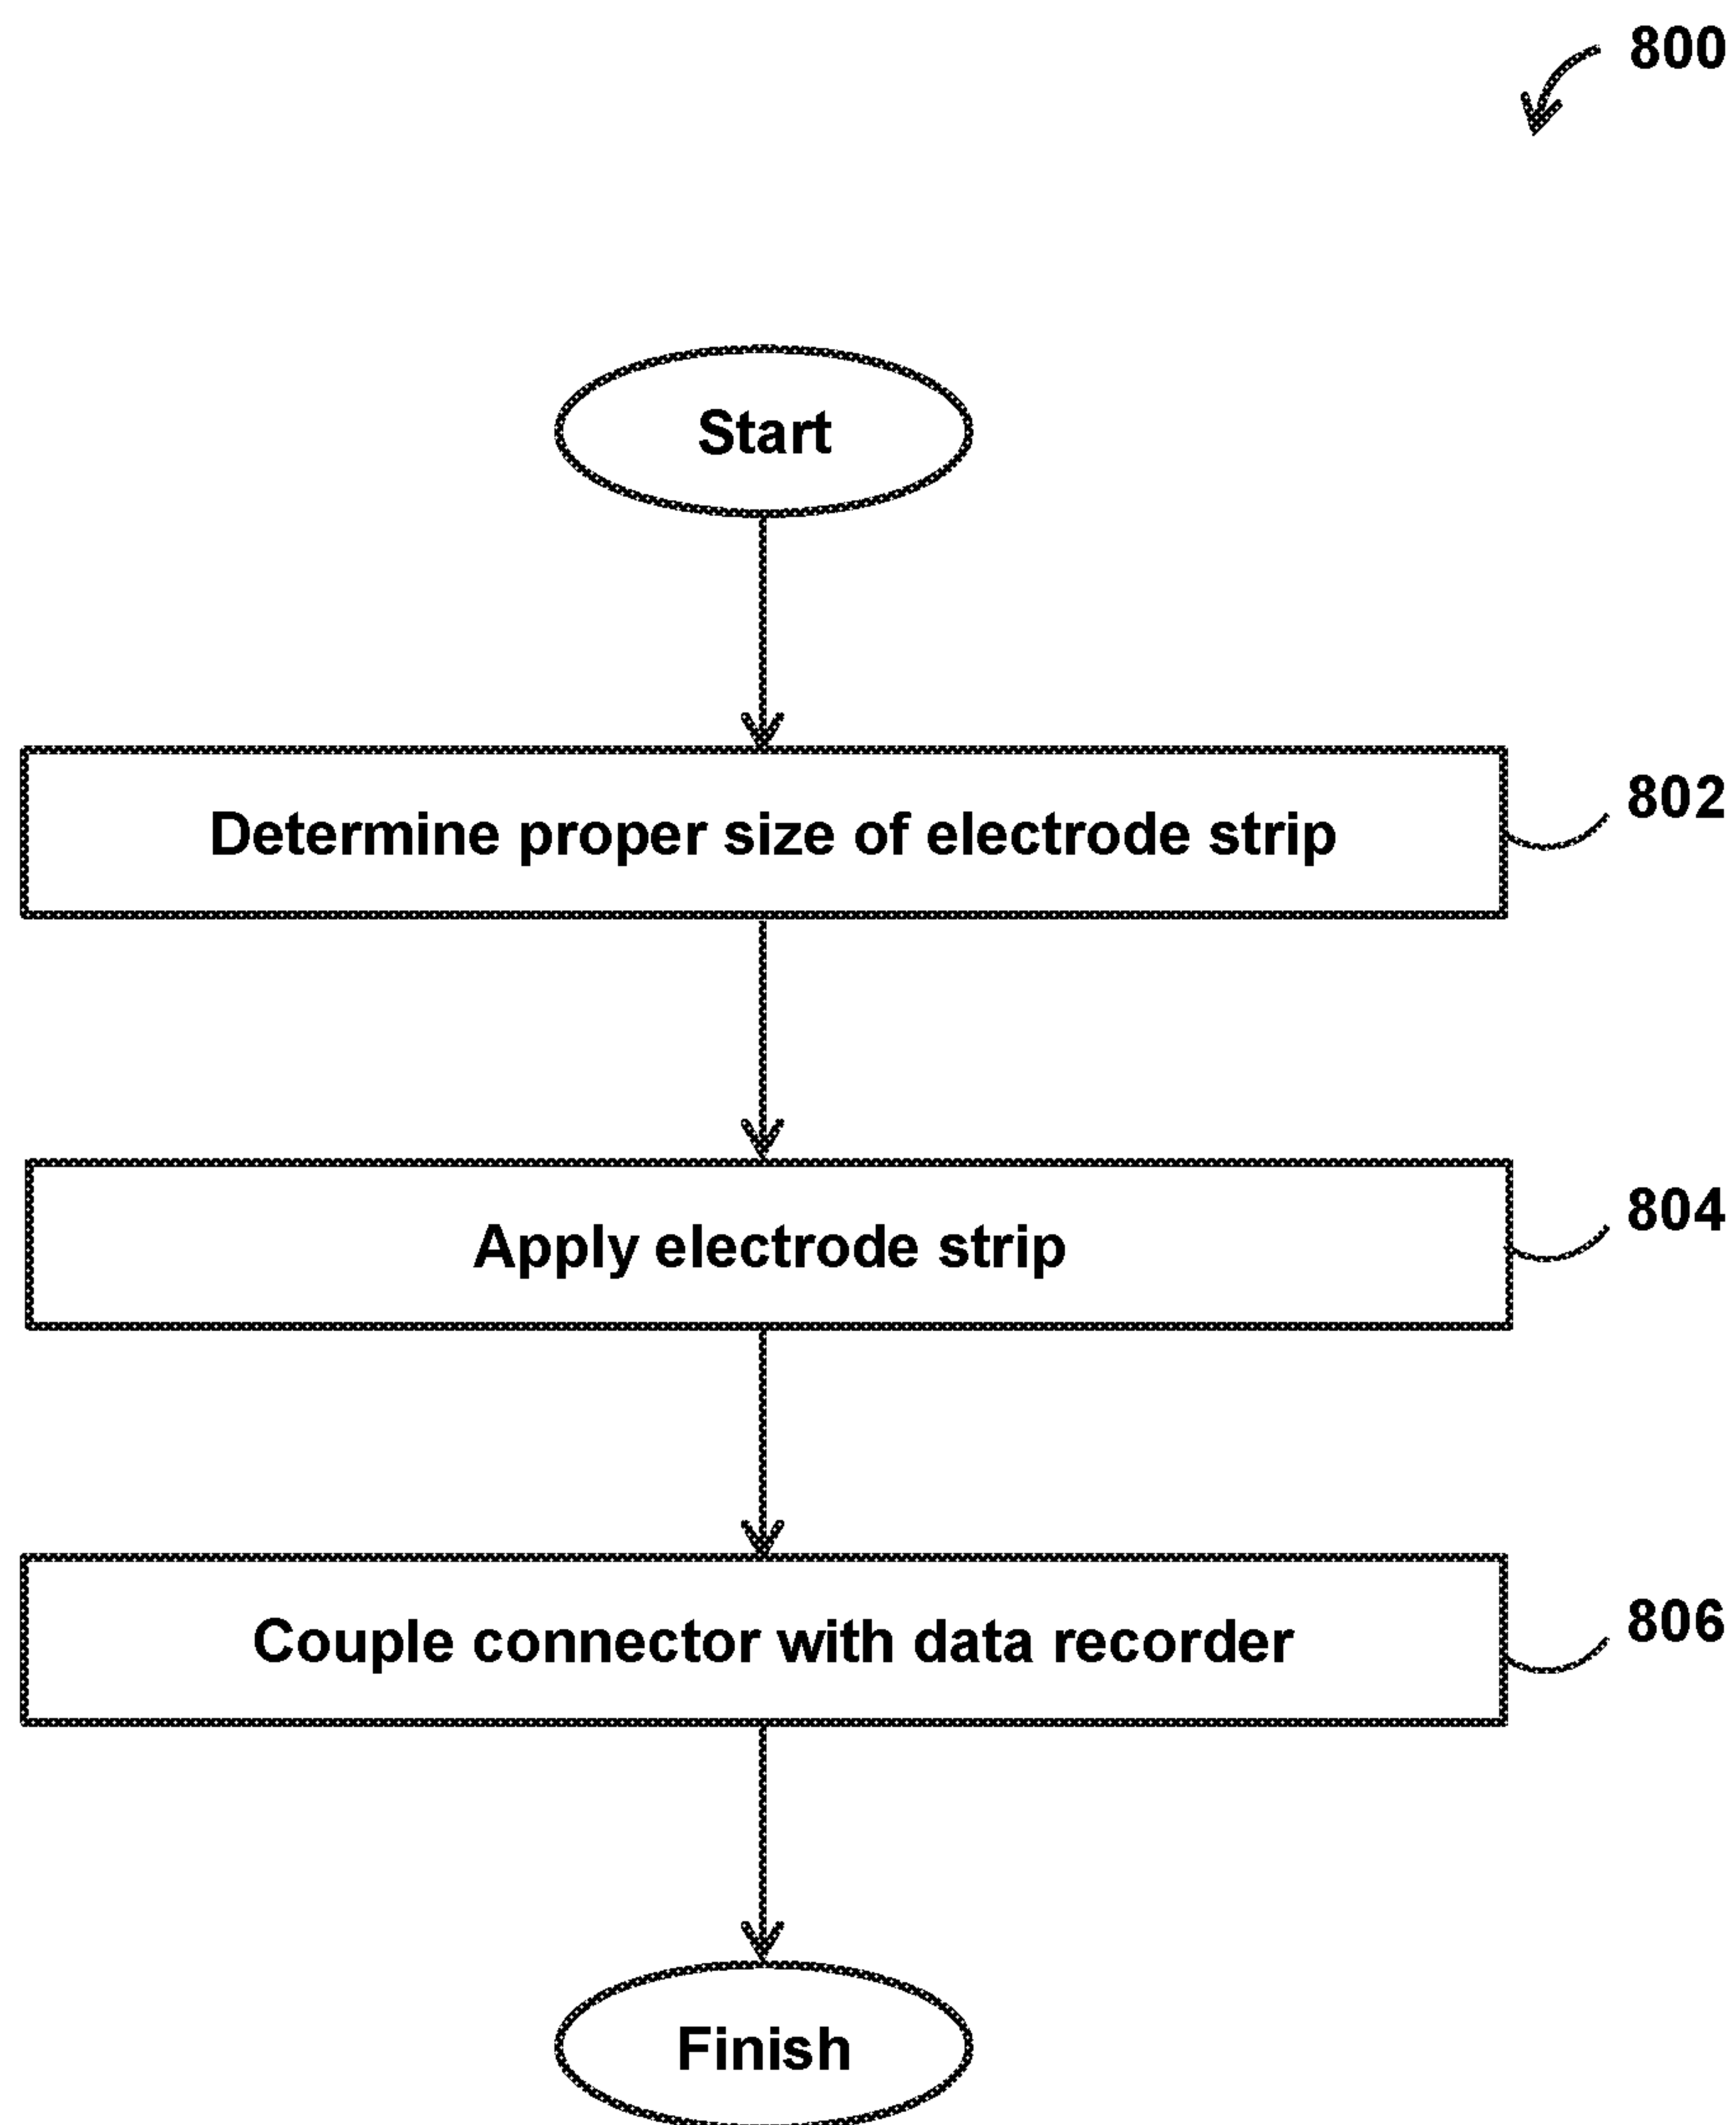 800
Start
Determine proper size of electrode strip
802
Apply electrode strip
804
Couple connector with data recorder
806
Finish